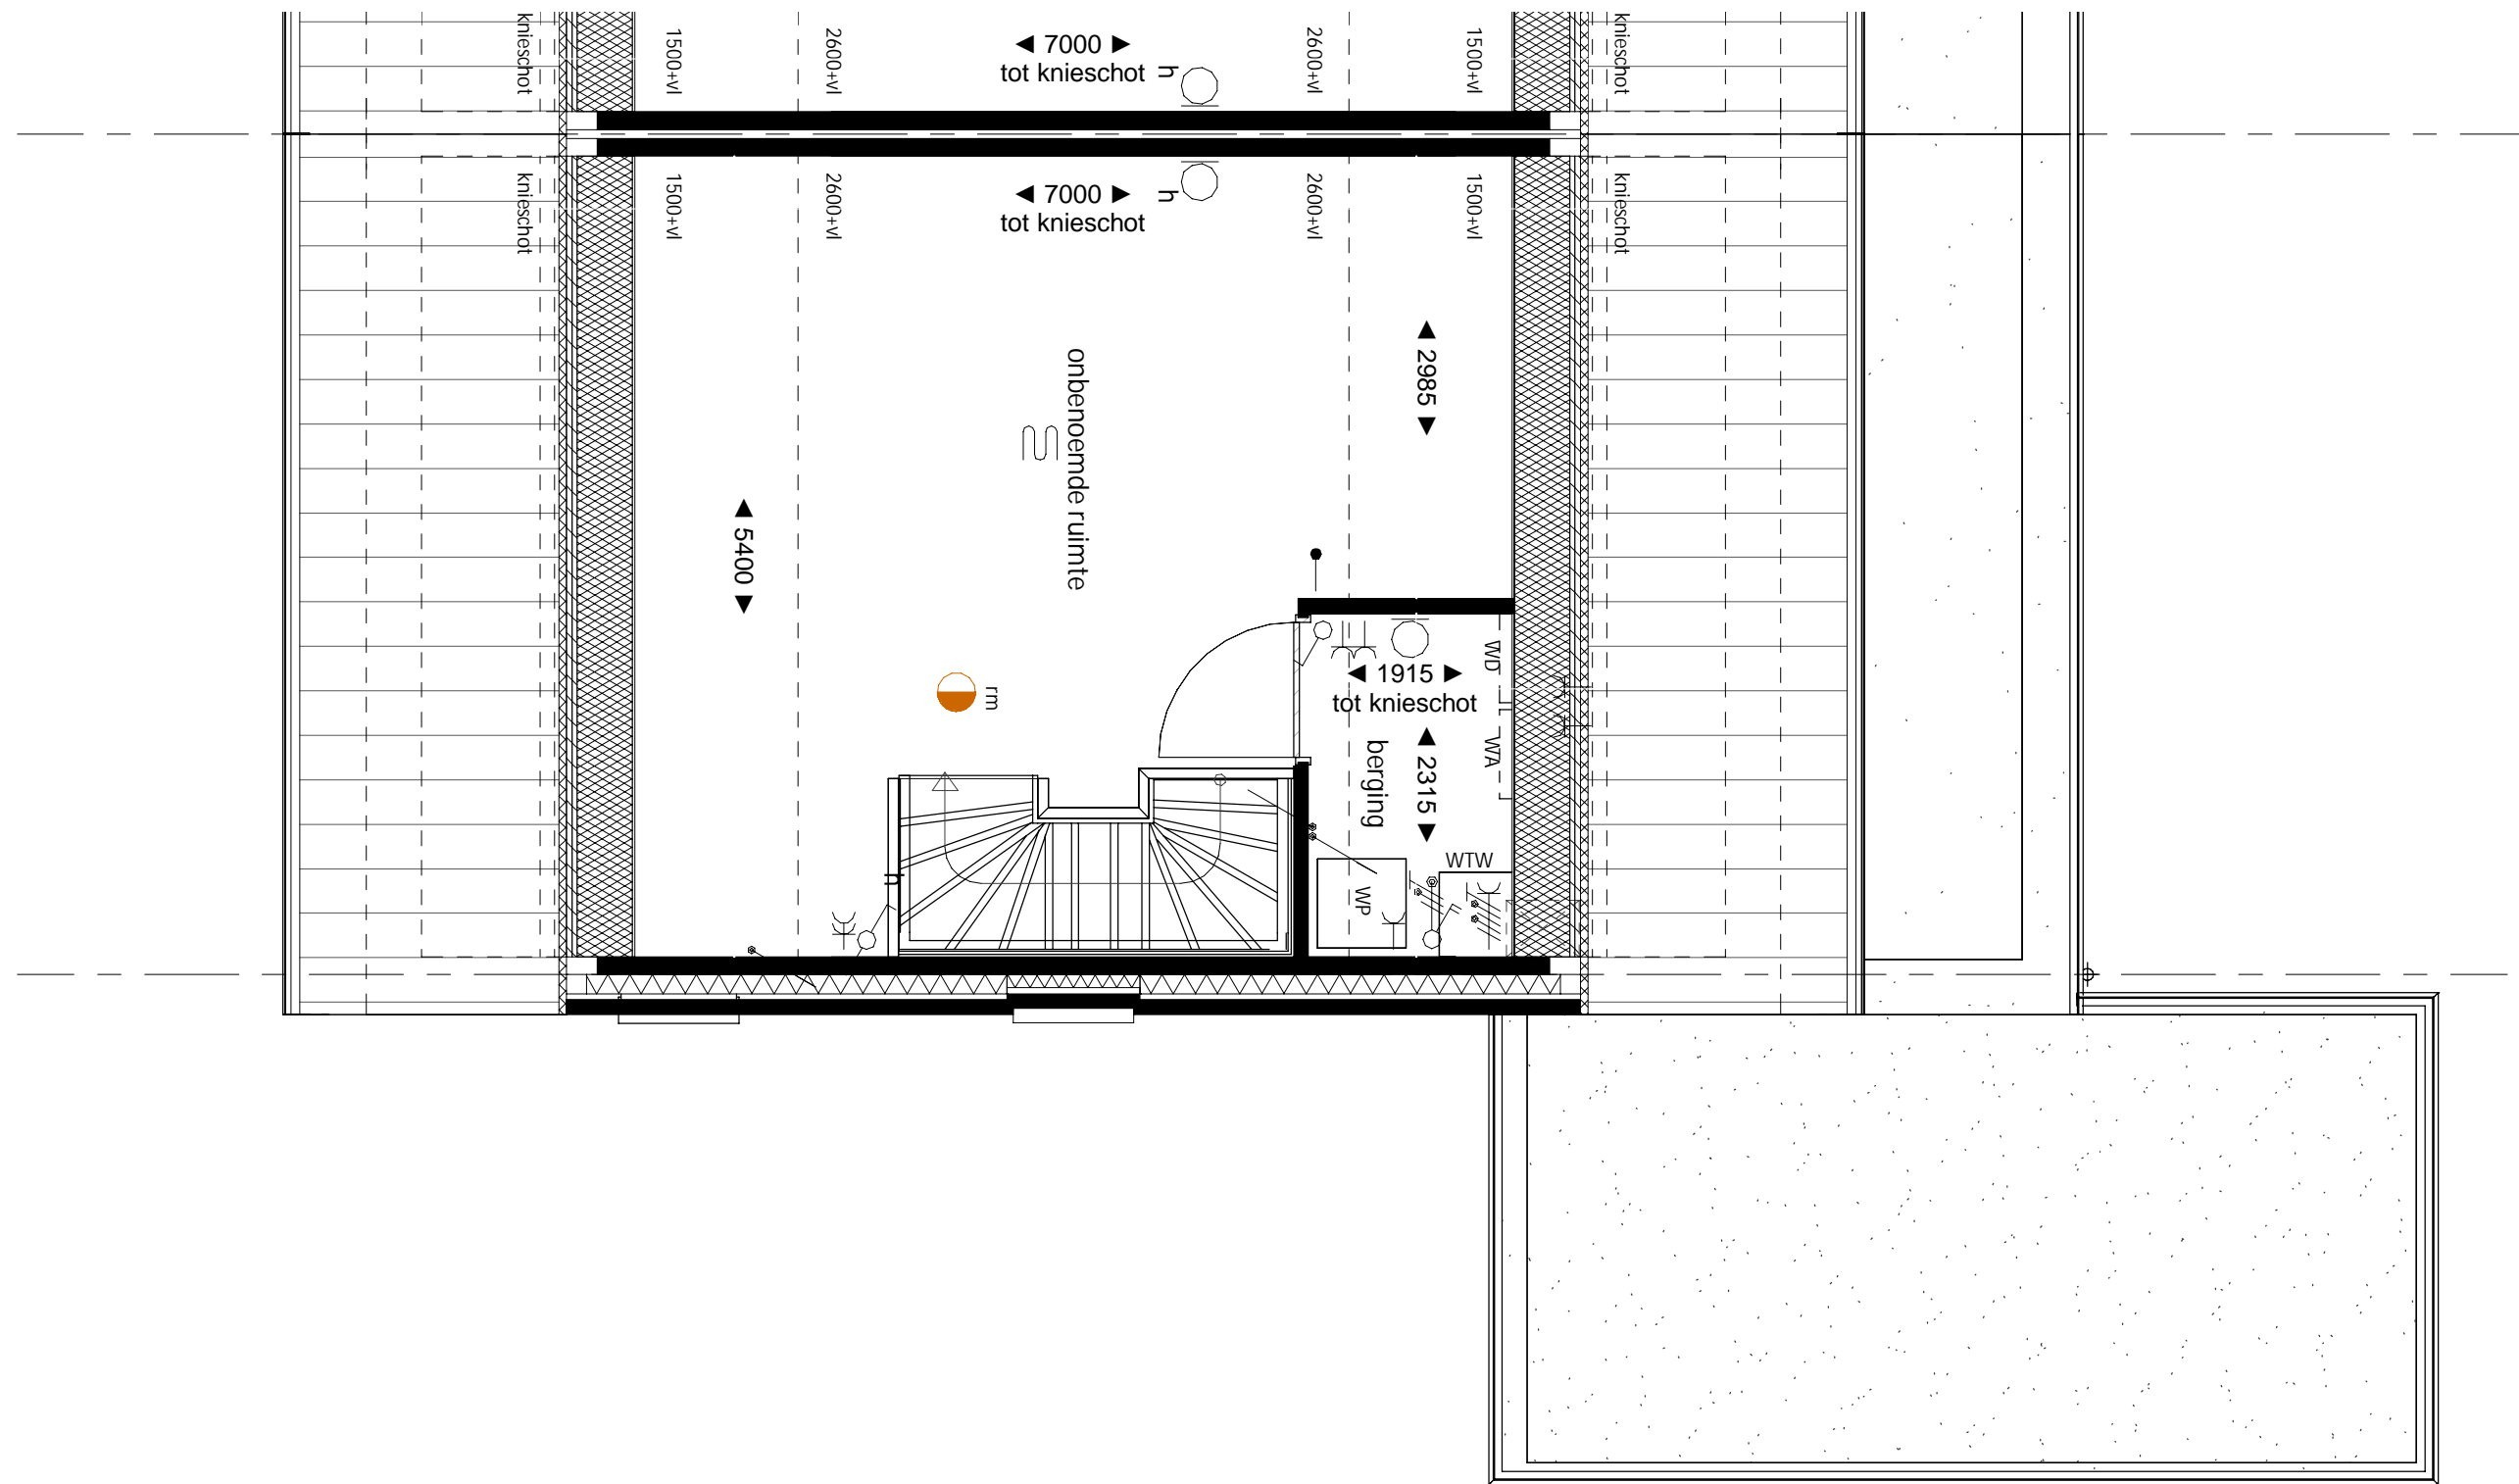 knieschot
1500+vl
2600+vl
◄ 7000 ►
tot knieschot
h
2600+vl
1500+vl
knieschot
knieschot
1500+vl
2600+vl
◄ 7000 ►
tot knieschot
h
2600+vl
1500+vl
knieschot
◄ 2985 ►
onbenoemde ruimte
◄ 5400 ►
rm
WD
◄ 1915 ►
tot knieschot
WA
berging
◄ 2315 ►
WTW
WP
h